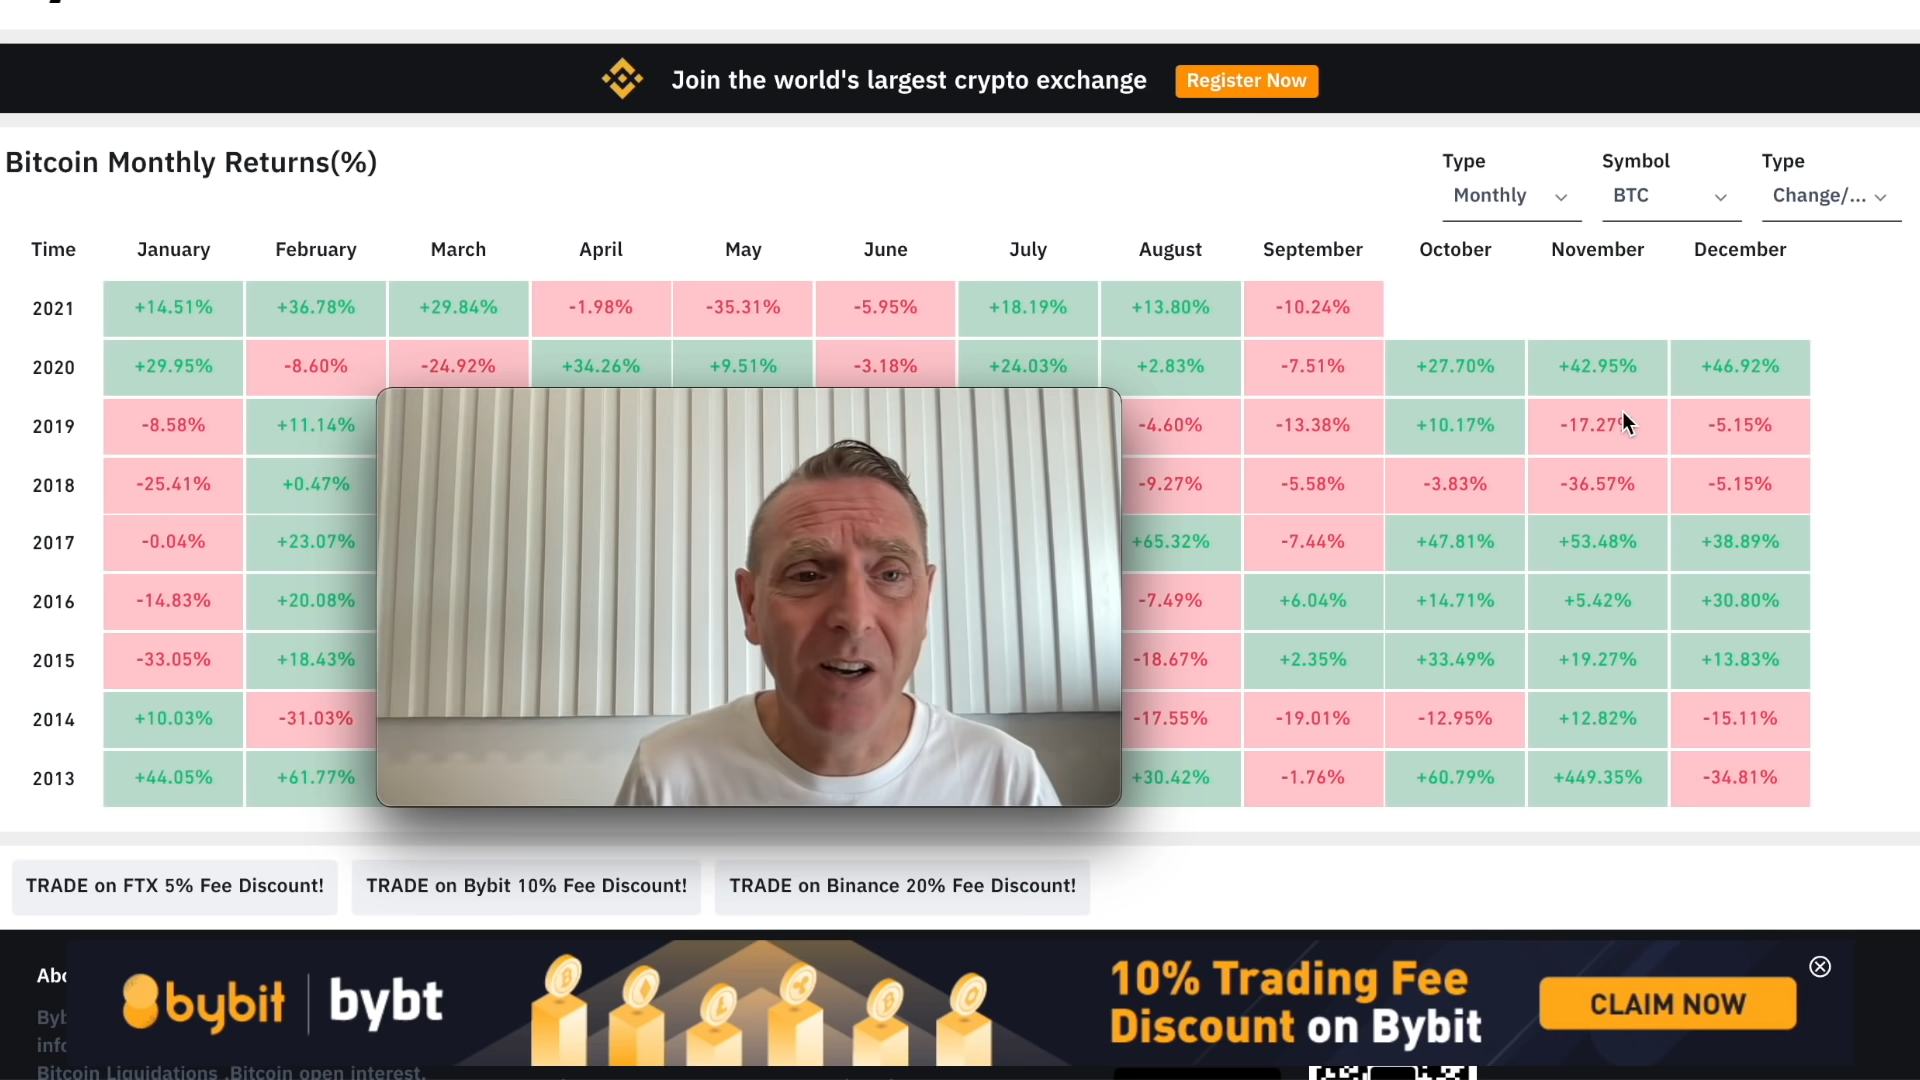 Join the world's largest crypto exchange Register Now
Bitcoin Monthly Returns(%)
Type Symbol Type
Monthly BTC Change/...
Time January February March April May June July August September October November December
2021 +14.51% +36.78% +29.84% -1.98% -35.31% -5.95% +18.19% +13.80% -10.24%
2020 +29.95% -8.60% -24.92% +34.26% +9.51% -3.18% +24.03% +2.83% -7.51% +27.70% +42.95% +46.92%
2019 -8.58% +11.14% -4.60% -13.38% +10.17% -17.27% -5.15%
2018 -25.41% +0.47% -9.27% -5.58% -3.83% -36.57% -5.15%
2017 -0.04% +23.07% +65.32% -7.44% +47.81% +53.48% +38.89%
2016 -14.83% +20.08% -7.49% +6.04% +14.71% +5.42% +30.80%
2015 -33.05% +18.43% -18.67% +2.35% +33.49% +19.27% +13.83%
2014 +10.03% -31.03% -17.55% -19.01% -12.95% +12.82% -15.11%
2013 +44.05% +61.77% +30.42% -1.76% +60.79% +449.35% -34.81%
TRADE on FTX 5% Fee Discount! TRADE on Bybit 10% Fee Discount! TRADE on Binance 20% Fee Discount!
bybit bybt
10% Trading Fee
Discount on Bybit
CLAIM NOW
Bitcoin Liquidations ,Bitcoin open interest,